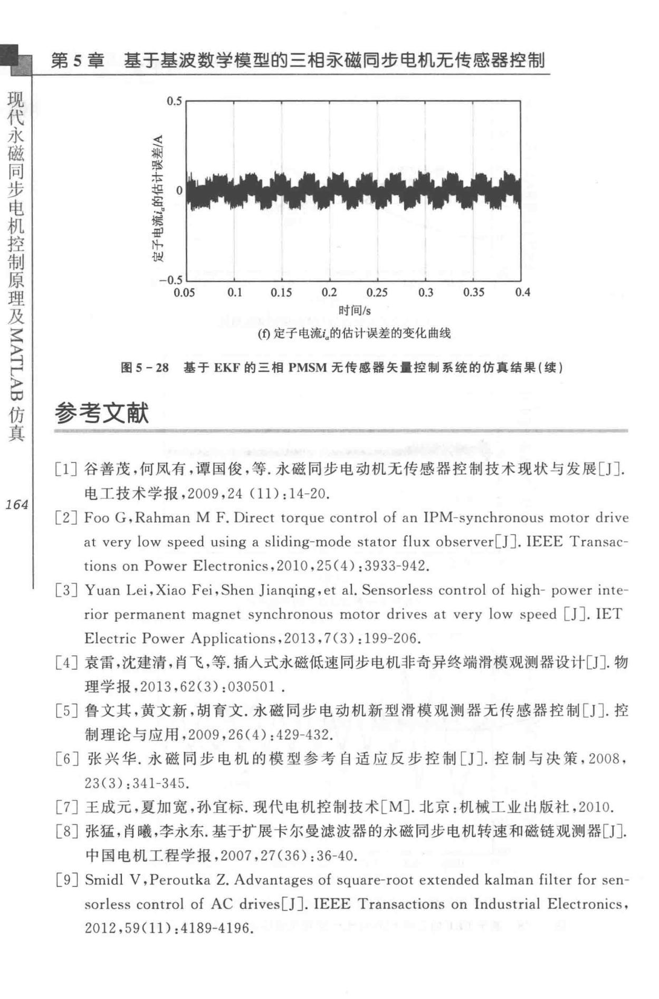 第 5 章　基于基波数学模型的三相永磁同步电机无传感器控制
现代永磁同步电机控制原理及MATLAB仿真
164
0.5
0
−0.5
定子电流iα的估计误差/A
0.05 0.1 0.15 0.2 0.25 0.3 0.35 0.4
时间/s
(f) 定子电流iα的估计误差的变化曲线
图 5－28　基于 EKF 的三相 PMSM 无传感器矢量控制系统的仿真结果(续)
参考文献
[1] 谷善茂,何凤有,谭国俊,等. 永磁同步电动机无传感器控制技术现状与发展[J].
电工技术学报,2009,24 (11):14-20.
[2] Foo G,Rahman M F. Direct torque control of an IPM-synchronous motor drive
at very low speed using a sliding-mode stator flux observer[J]. IEEE Transac-
tions on Power Electronics,2010,25(4):3933-942.
[3] Yuan Lei,Xiao Fei,Shen Jianqing,et al. Sensorless control of high- power inte-
rior permanent magnet synchronous motor drives at very low speed [J]. IET
Electric Power Applications,2013,7(3):199-206.
[4] 袁雷,沈建清,肖飞,等. 插入式永磁低速同步电机非奇异终端滑模观测器设计[J]. 物
理学报,2013,62(3):030501 .
[5] 鲁文其,黄文新,胡育文. 永磁同步电动机新型滑模观测器无传感器控制[J]. 控
制理论与应用,2009,26(4):429-432.
[6] 张兴华. 永磁同步电机的模型参考自适应反步控制[J]. 控制与决策,2008,
23(3):341-345.
[7] 王成元,夏加宽,孙宜标. 现代电机控制技术[M]. 北京:机械工业出版社,2010.
[8] 张猛,肖曦,李永东. 基于扩展卡尔曼滤波器的永磁同步电机转速和磁链观测器[J].
中国电机工程学报,2007,27(36):36-40.
[9] Smidl V,Peroutka Z. Advantages of square-root extended kalman filter for sen-
sorless control of AC drives[J]. IEEE Transactions on Industrial Electronics,
2012,59(11):4189-4196.